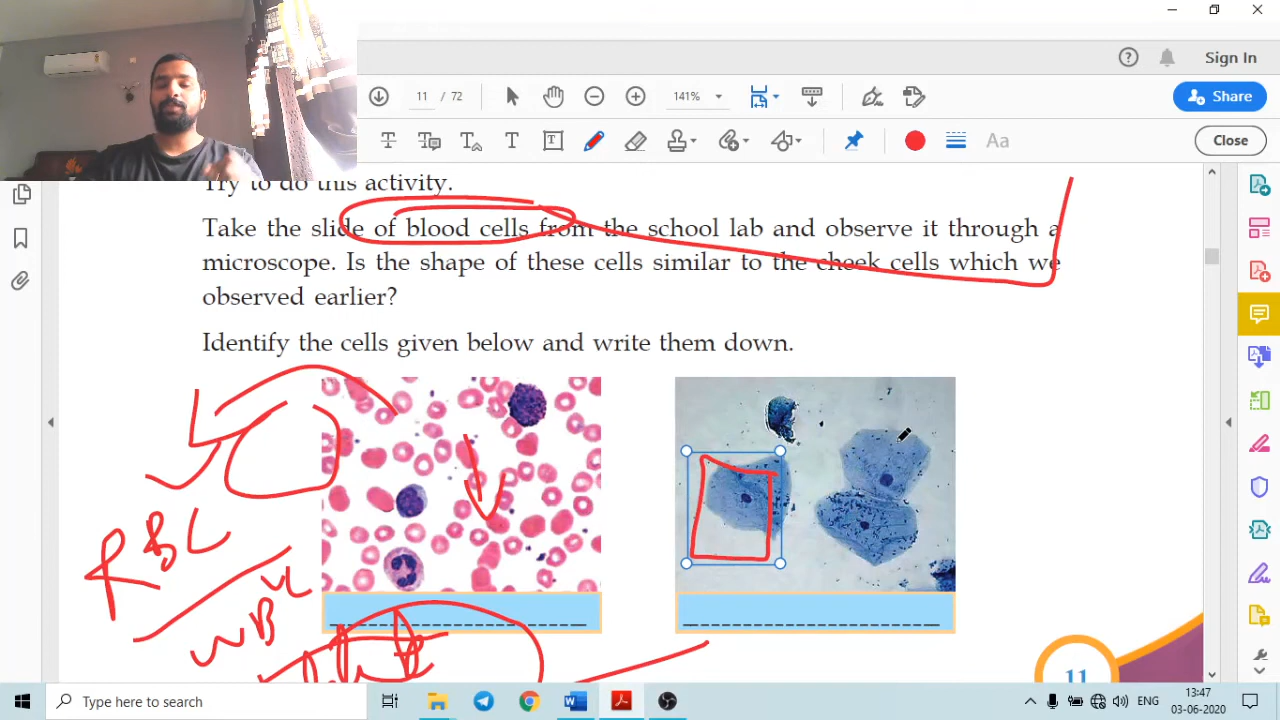 Sign In
11 / 72
141%
Share
Aa
Close
Try to do this activity.
Take the slide of blood cells from the school lab and observe it through a
microscope. Is the shape of these cells similar to the cheek cells which we
observed earlier?
Identify the cells given below and write them down.
RBC
WBC
11
Type here to search
ENG
13:47
03-06-2020